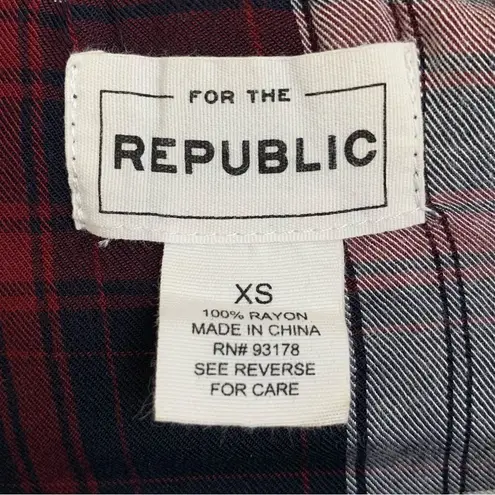 FOR THE
REPUBLIC
XS
100% RAYON
MADE IN CHINA
RN# 93178
SEE REVERSE
FOR CARE